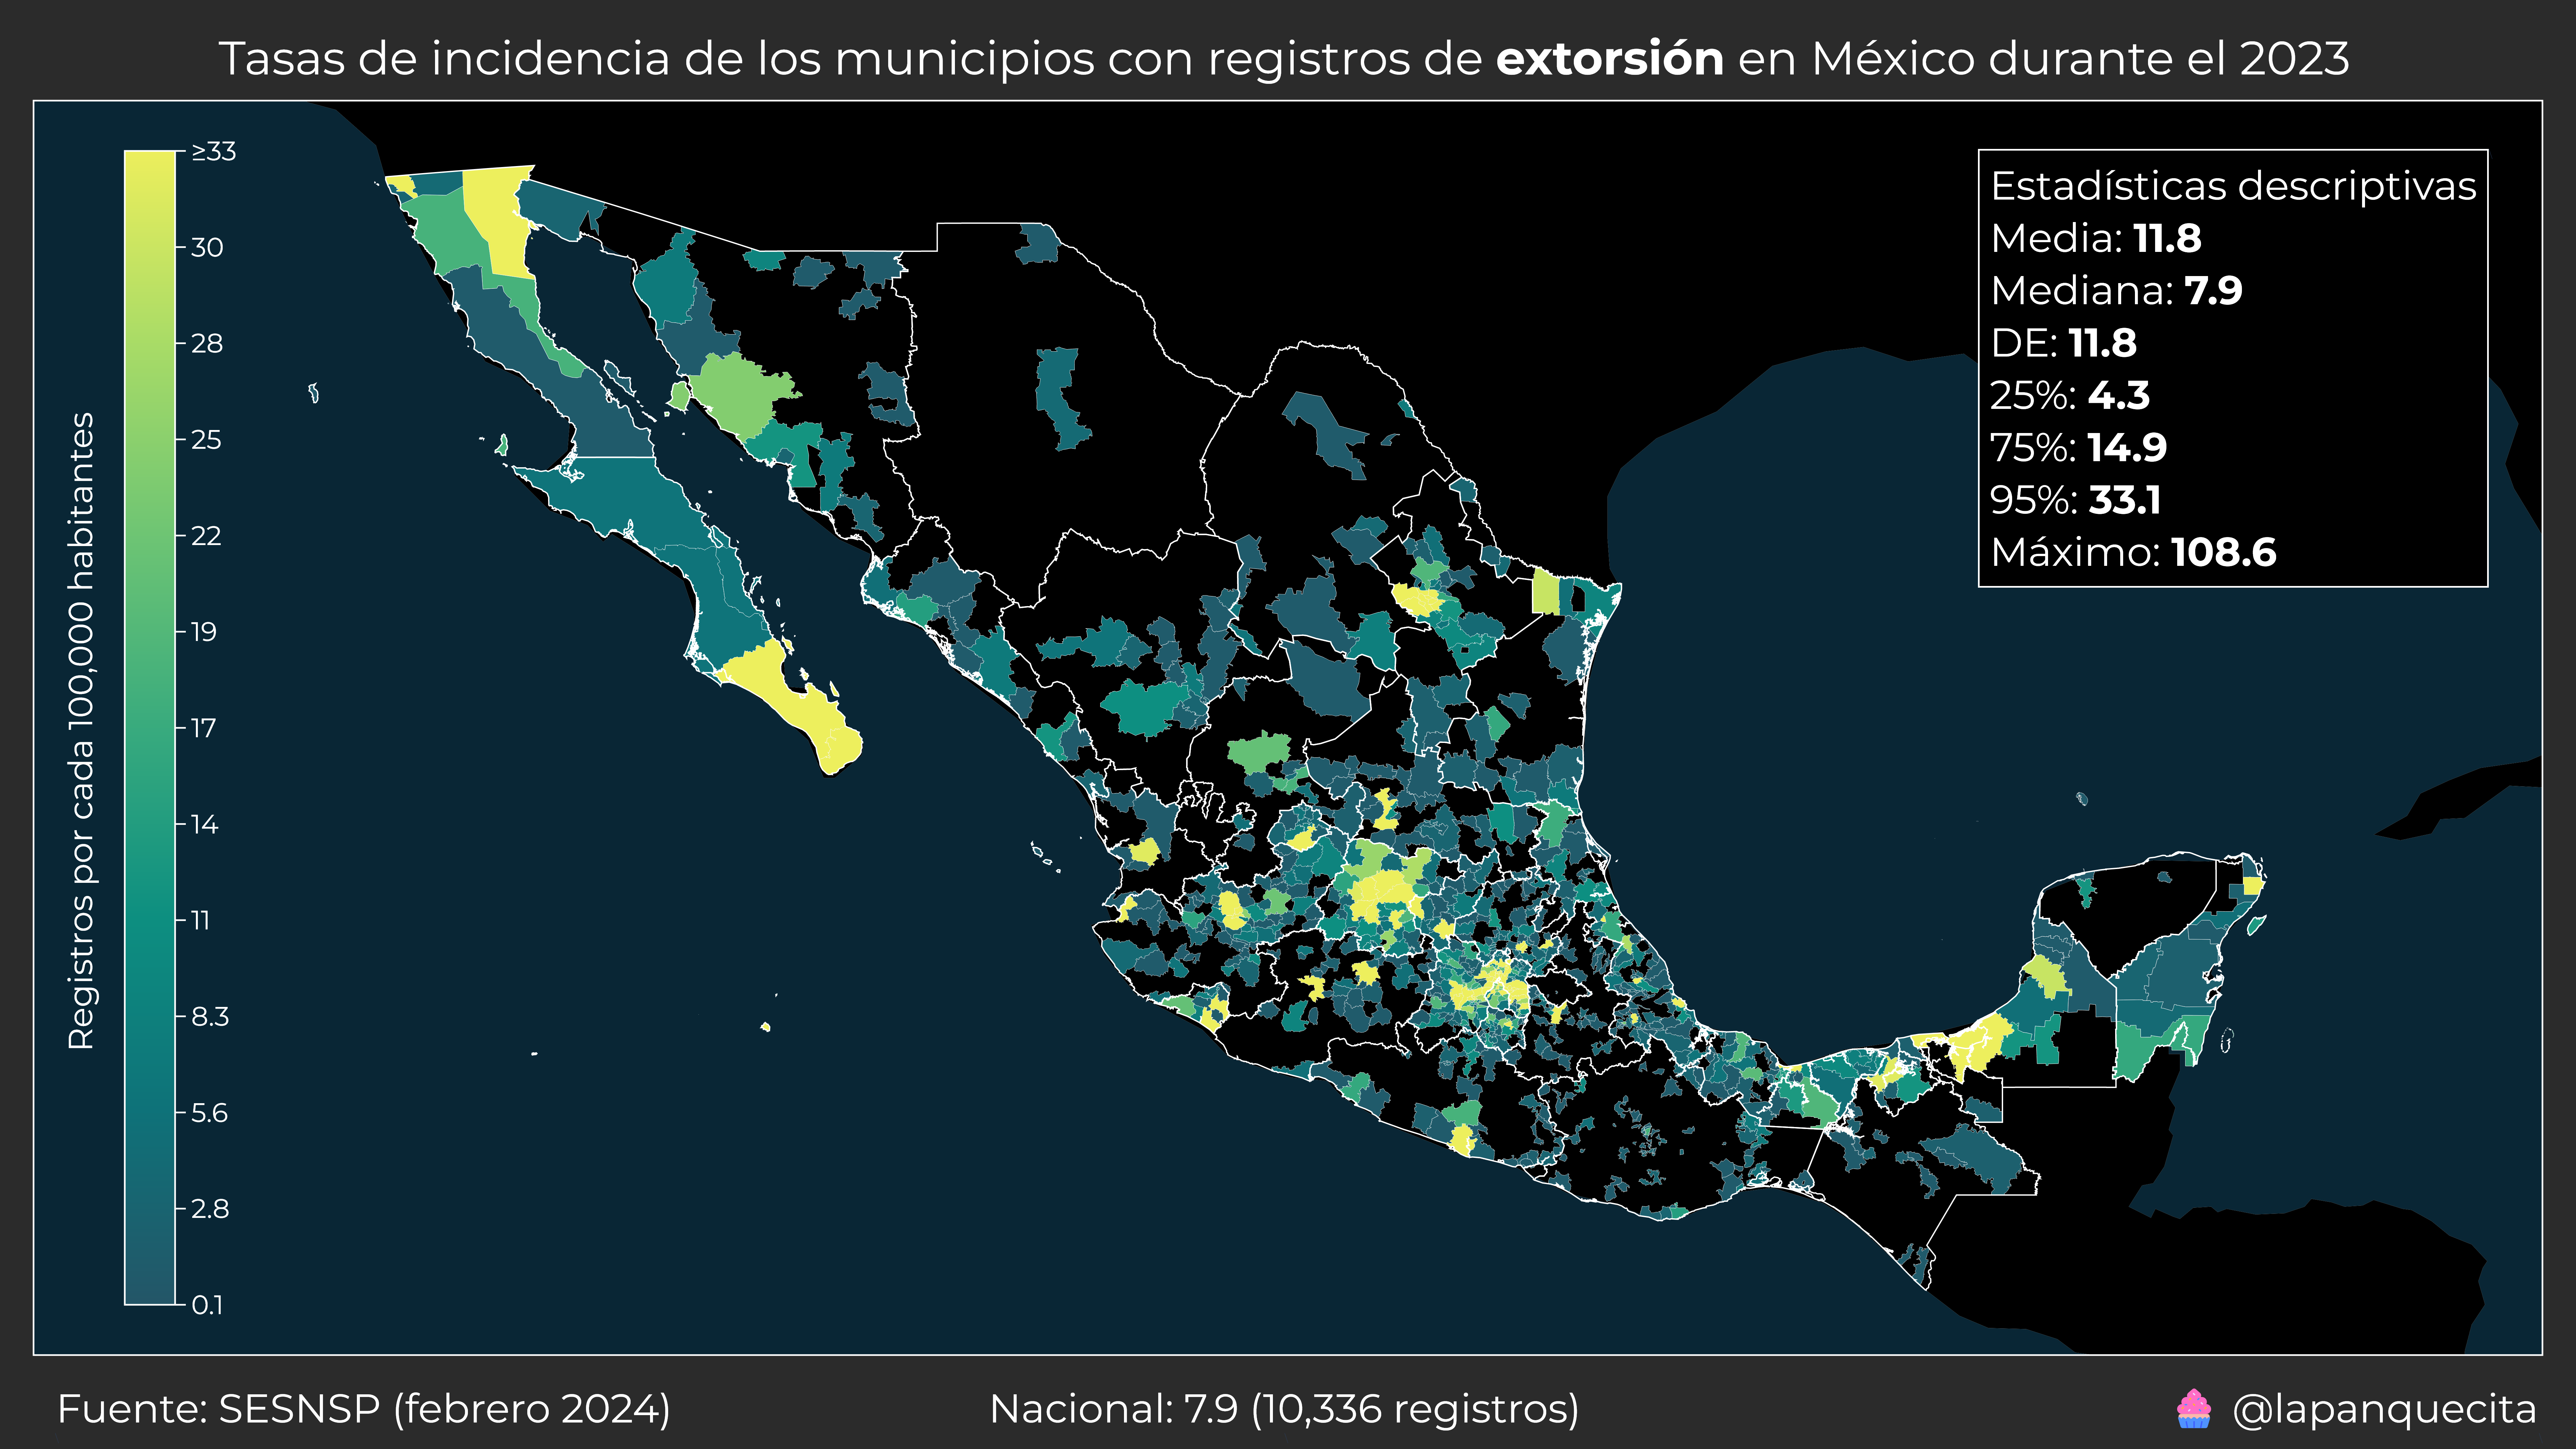 Tasas de incidencia de los municipios con registros de extorsión en México durante el 2023
Registros por cada 100,000 habitantes
≥33
30
28
25
22
19
17
14
11
8.3
5.6
2.8
0.1
Estadísticas descriptivas
Media: 11.8
Mediana: 7.9
DE: 11.8
25%: 4.3
75%: 14.9
95%: 33.1
Máximo: 108.6
Fuente: SESNSP (febrero 2024)
Nacional: 7.9 (10,336 registros)
@lapanquecita